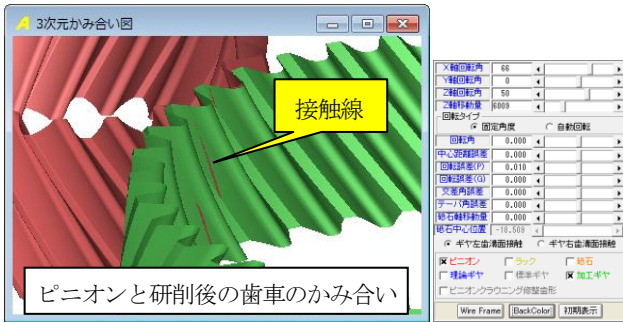 3次元かみ合い図
接触線
ピニオンと研削後の歯車のかみ合い
X軸回転角 66
Y軸回転角 0
Z軸回転角 50
Z軸移動量 6009
回転タイプ
固定角度 自動回転
回転角 0.000
中心距離誤差 0.000
回転誤差(P) 0.010
回転誤差(G) 0.000
交差角誤差 0.000
テーパ角誤差 0.000
砥石軸移動量 0.000
砥石中心位置 -18.509
ギヤ左歯溝面接触 ギヤ右歯溝面接触
ピニオン ラック 砥石
理論ギヤ 標準ギヤ 加工ギヤ
ピニオンクラウニング修整歯形
Wire Frame BackColor 初期表示